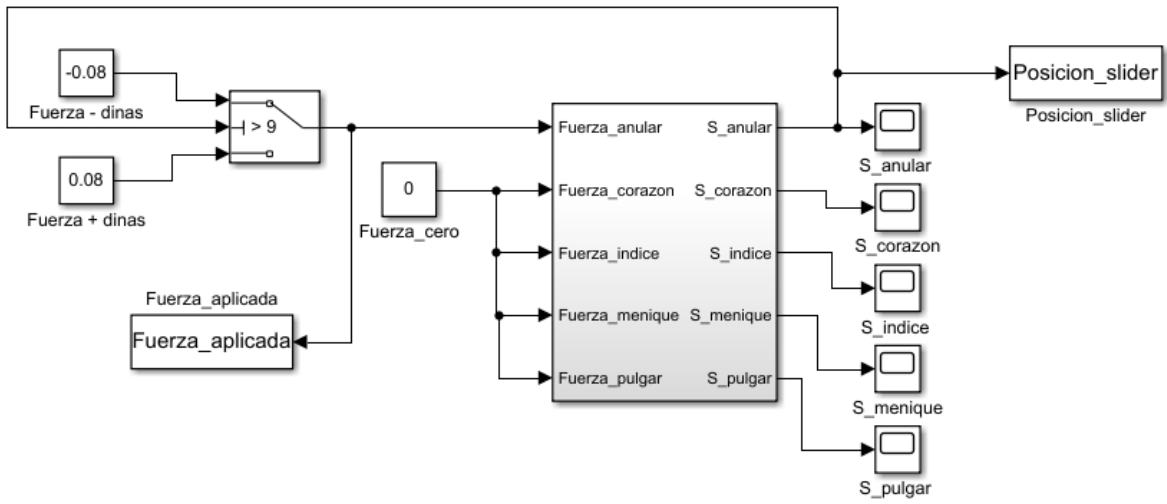 -0.08
Fuerza - dinas
> 9
0.08
Fuerza + dinas
Fuerza_aplicada
Fuerza_aplicada
0
Fuerza_cero
Fuerza_anular
S_anular
Fuerza_corazon
S_corazon
Fuerza_indice
S_indice
Fuerza_menique
S_menique
Fuerza_pulgar
S_pulgar
Posicion_slider
Posicion_slider
S_anular
S_corazon
S_indice
S_menique
S_pulgar